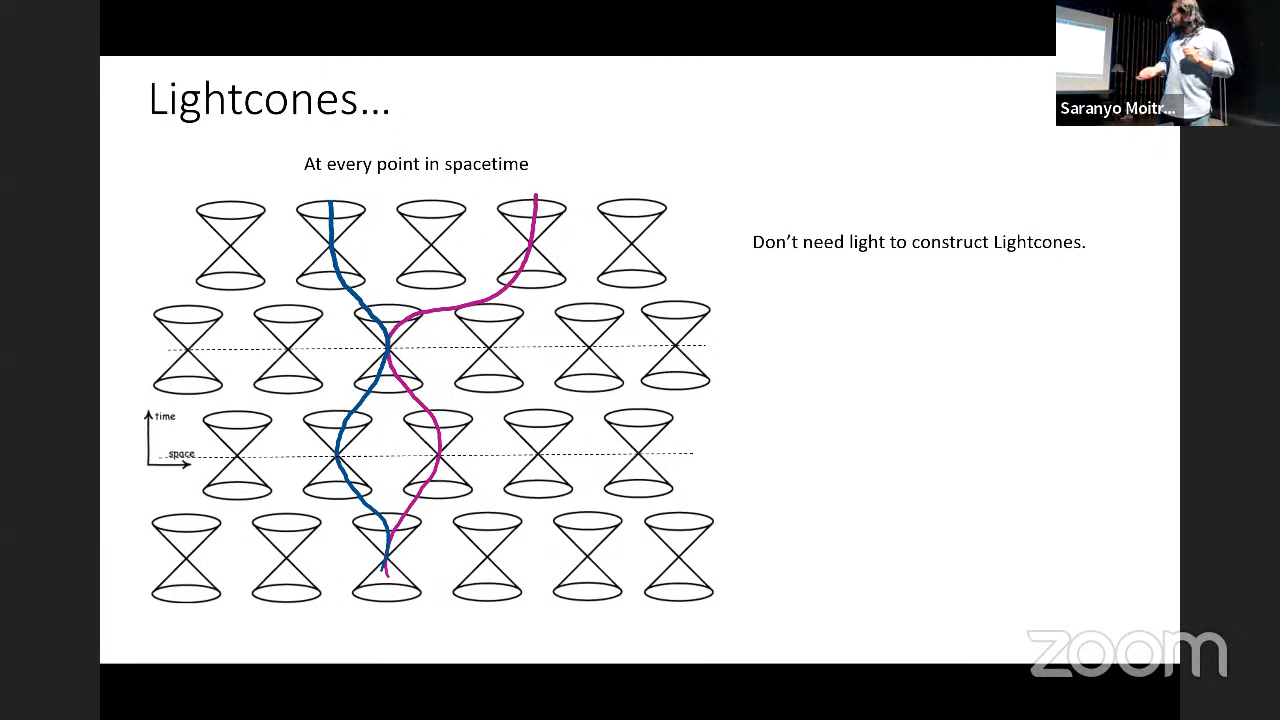 Lightcones...
Saranyo Moitr...
At every point in spacetime
Don't need light to construct Lightcones.
time
space
zoom